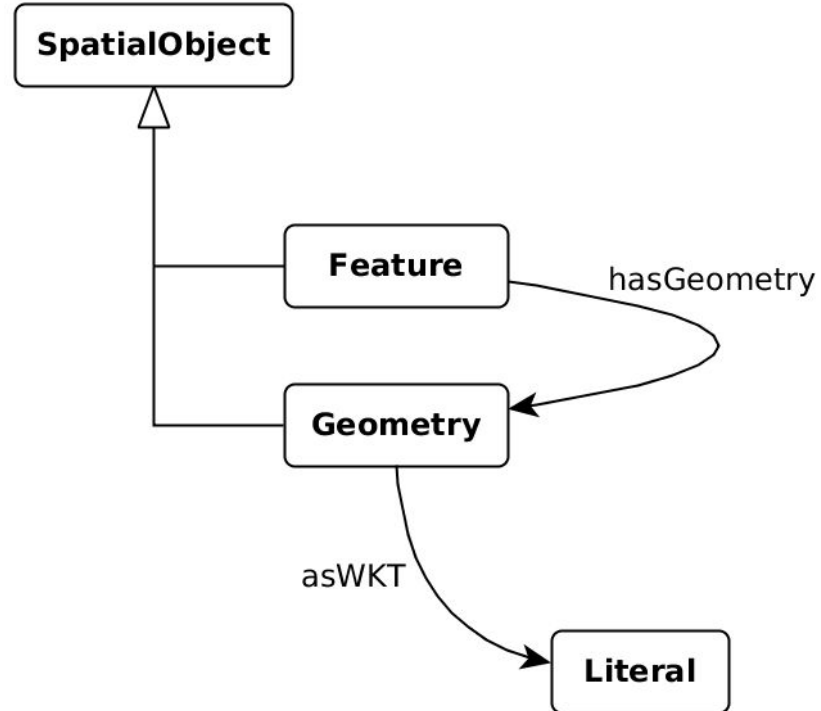 SpatialObject
Feature
hasGeometry
Geometry
asWKT
Literal